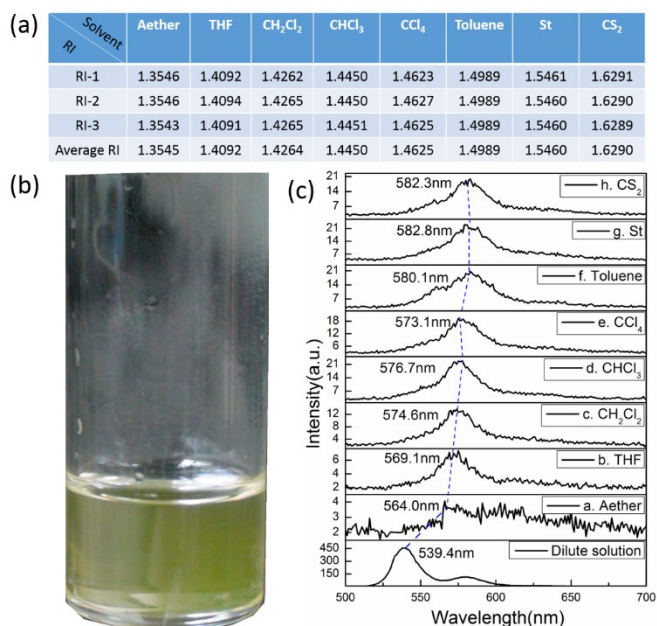 (a)
Solvent RI Aether THF CH₂Cl₂ CHCl₃ CCl₄ Toluene St CS₂
RI-1 1.3546 1.4092 1.4262 1.4450 1.4623 1.4989 1.5461 1.6291
RI-2 1.3546 1.4094 1.4265 1.4450 1.4627 1.4989 1.5460 1.6290
RI-3 1.3543 1.4091 1.4265 1.4451 1.4625 1.4989 1.5460 1.6289
Average RI 1.3545 1.4092 1.4264 1.4450 1.4625 1.4989 1.5460 1.6290
(b)
(c)
21
14
7
582.3nm
h. CS₂
21
14
7
582.8nm
g. St
21
14
7
580.1nm
f. Toluene
18
12
6
573.1nm
e. CCl₄
21
14
7
576.7nm
d. CHCl₃
12
8
4
574.6nm
c. CH₂Cl₂
6
4
2
569.1nm
b. THF
4
3
2
564.0nm
a. Aether
450
300
150
539.4nm
Dilute solution
500 550 600 650 700
Intensity(a.u.)
Wavelength(nm)